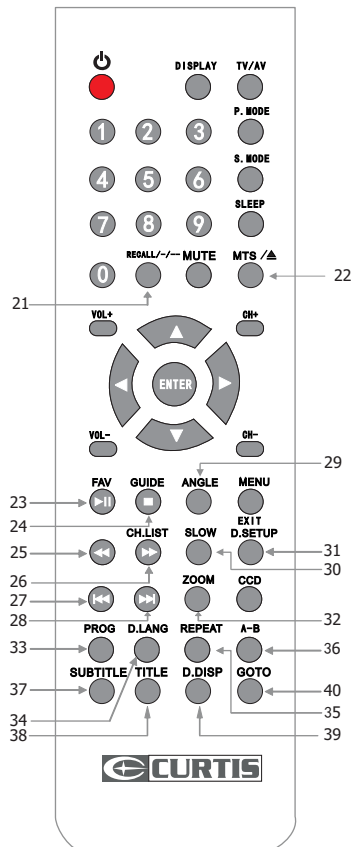 DISPLAY TV/AV
P.MODE
1 2 3
S.MODE
4 5 6
SLEEP
7 8 9
RECALL/-/-- MUTE MTS/⏏
0
22
21
VOL+ CH+
ENTER
VOL- CH-
29
FAV GUIDE ANGLE MENU
23
24
EXIT
CH.LIST SLOW D.SETUP
25
31
30
26
ZOOM CCD
27
28
32
PROG D.LANG REPEAT A-B
33
36
SUBTITLE TITLE D.DISP GOTO
37
40
34
35
38
39
CURTIS